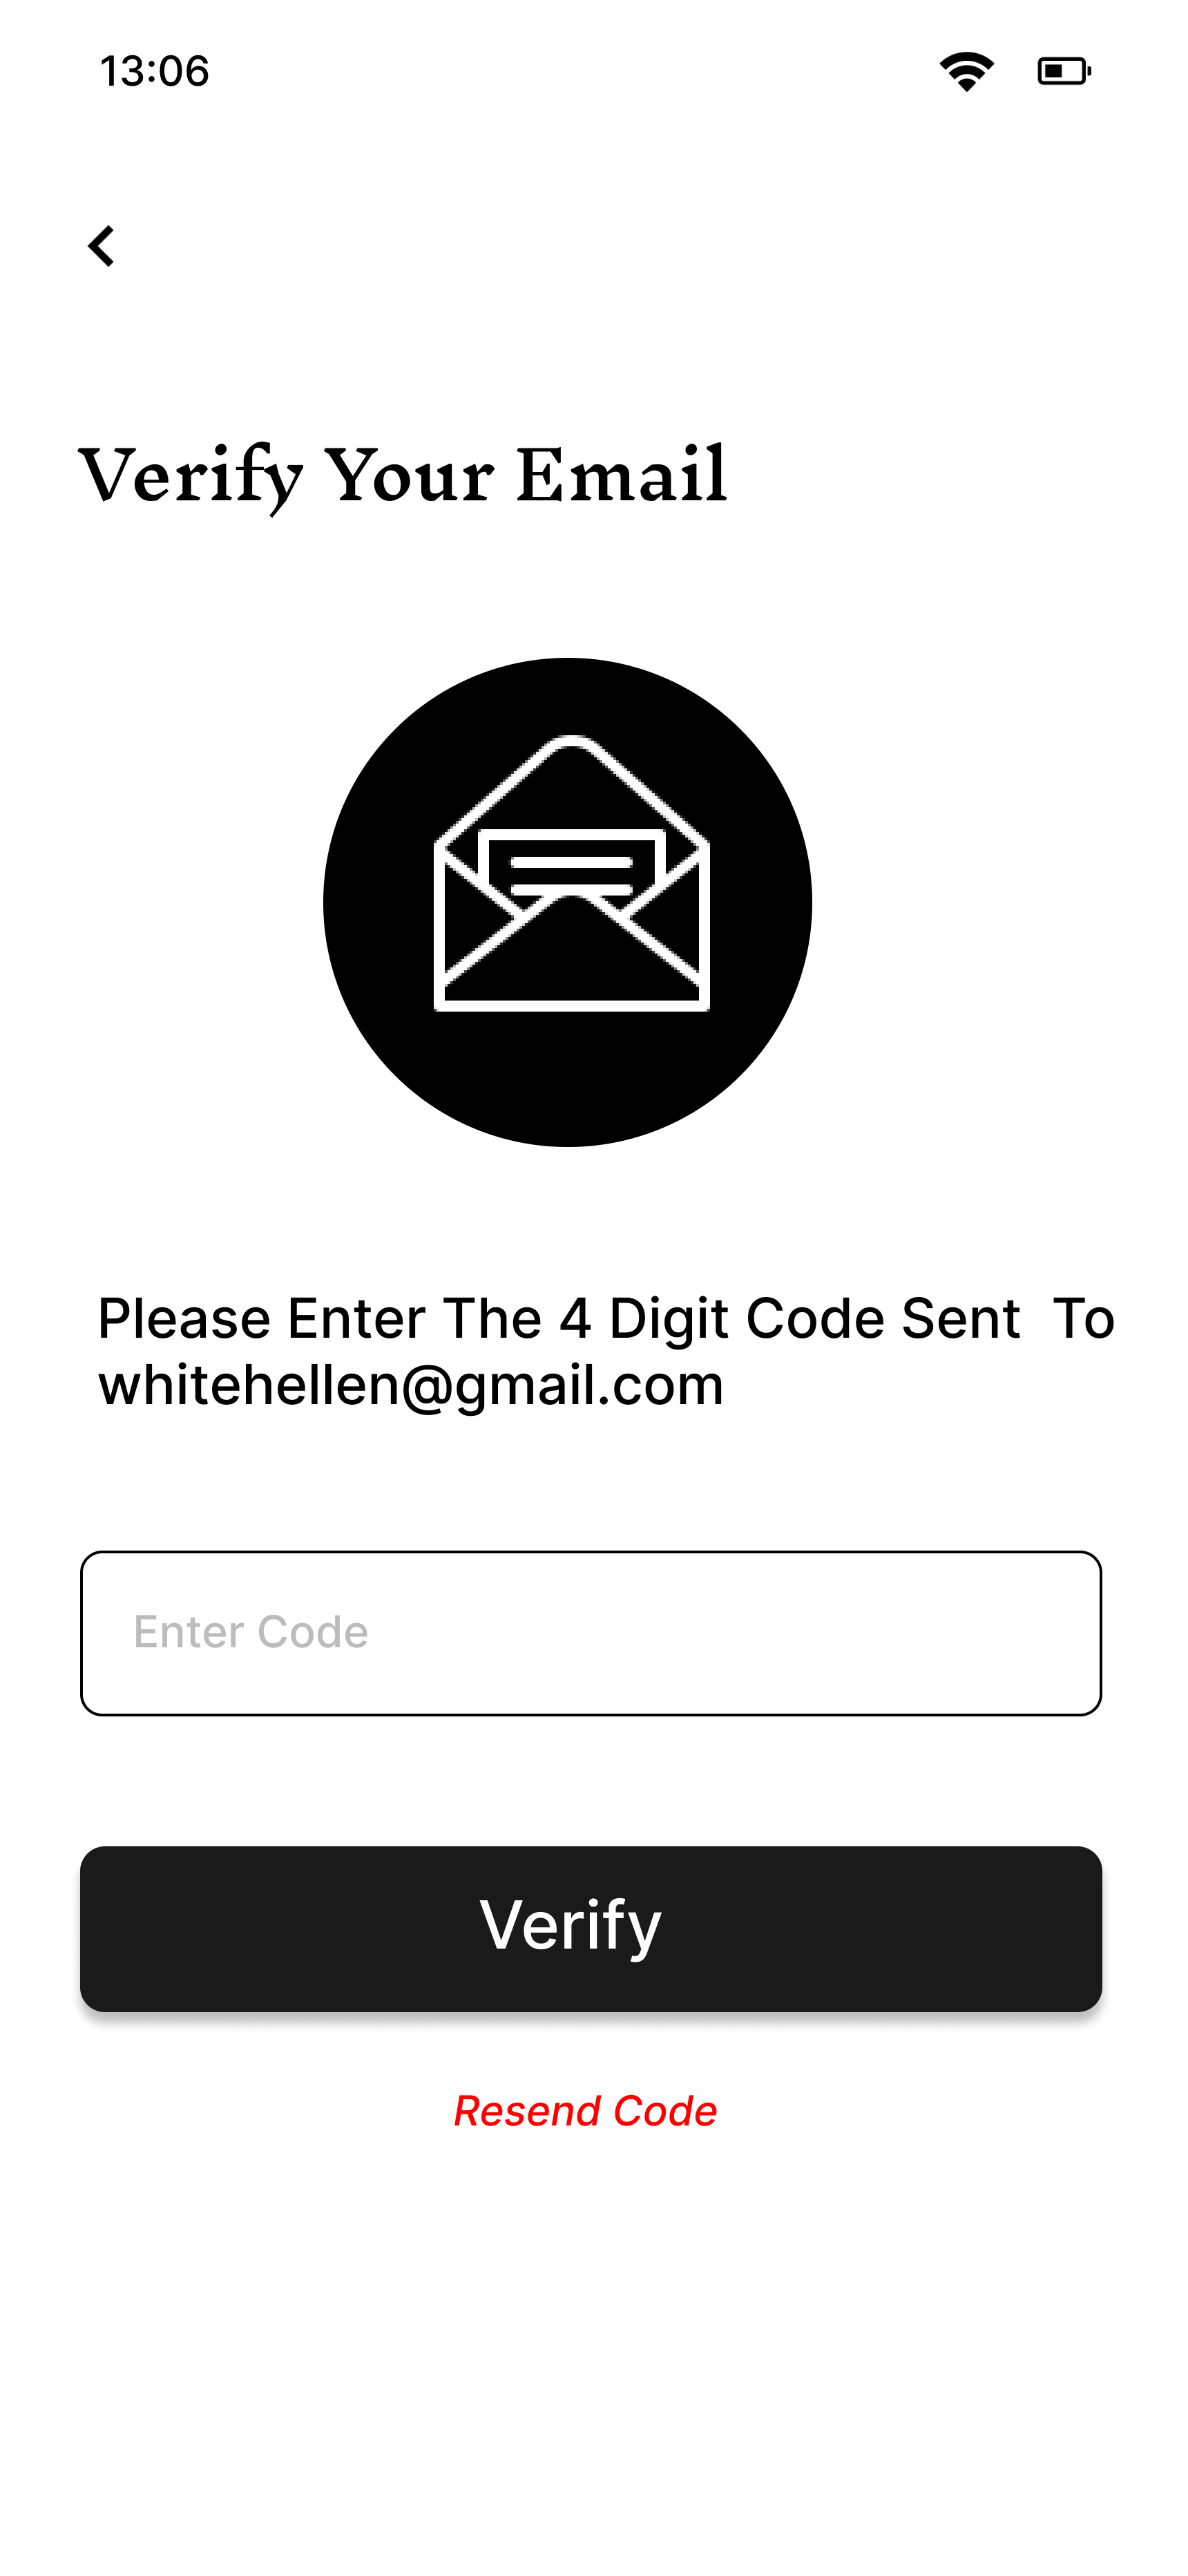 13:06
Verify Your Email
Please Enter The 4 Digit Code Sent  To
whitehellen@gmail.com
Enter Code
Verify
Resend Code